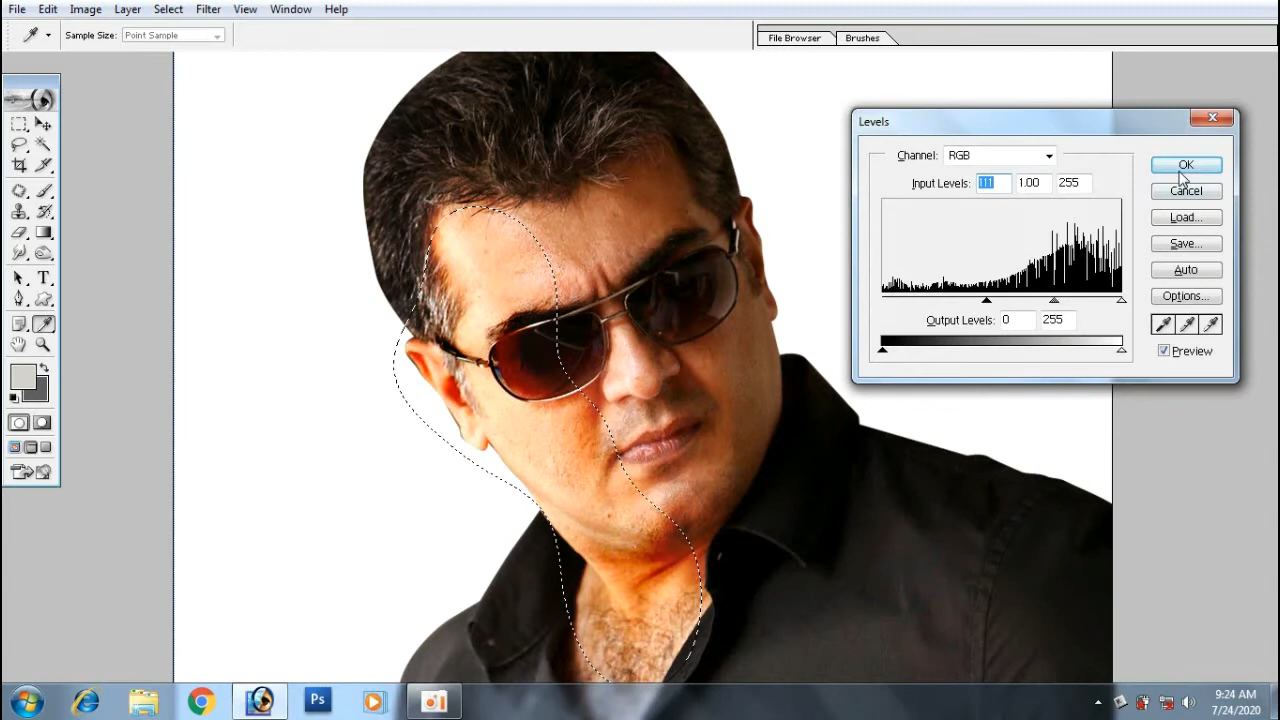 File Edit Image Layer Select Filter View Window Help
Sample Size: Point Sample
File Browser Brushes
Levels
Channel: RGB
OK
Input Levels: 111 1.00 255
Cancel
Load...
Save...
Auto
Options...
Output Levels: 0 255
Preview
T
Ps
9:24 AM
7/24/2020